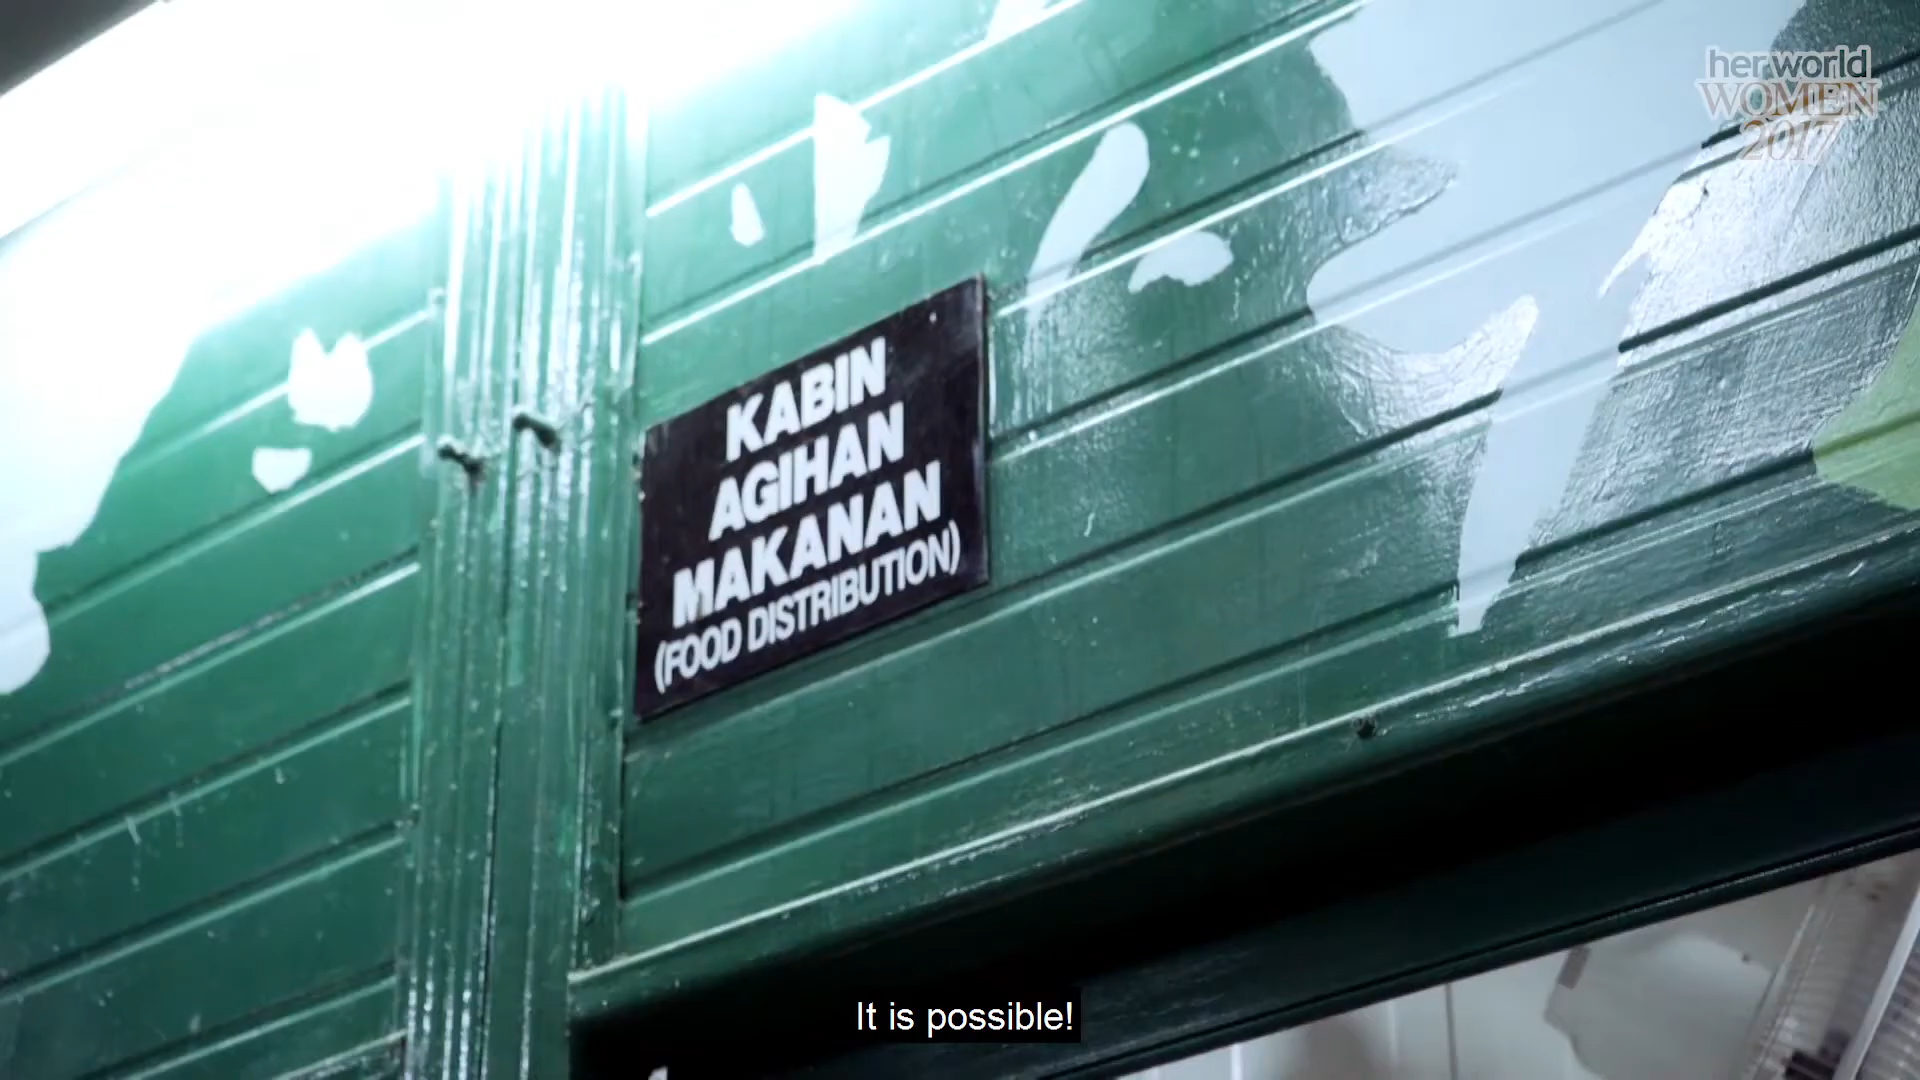 her world
WOMEN
2017
KABIN
AGIHAN
MAKANAN
(FOOD DISTRIBUTION)
It is possible!